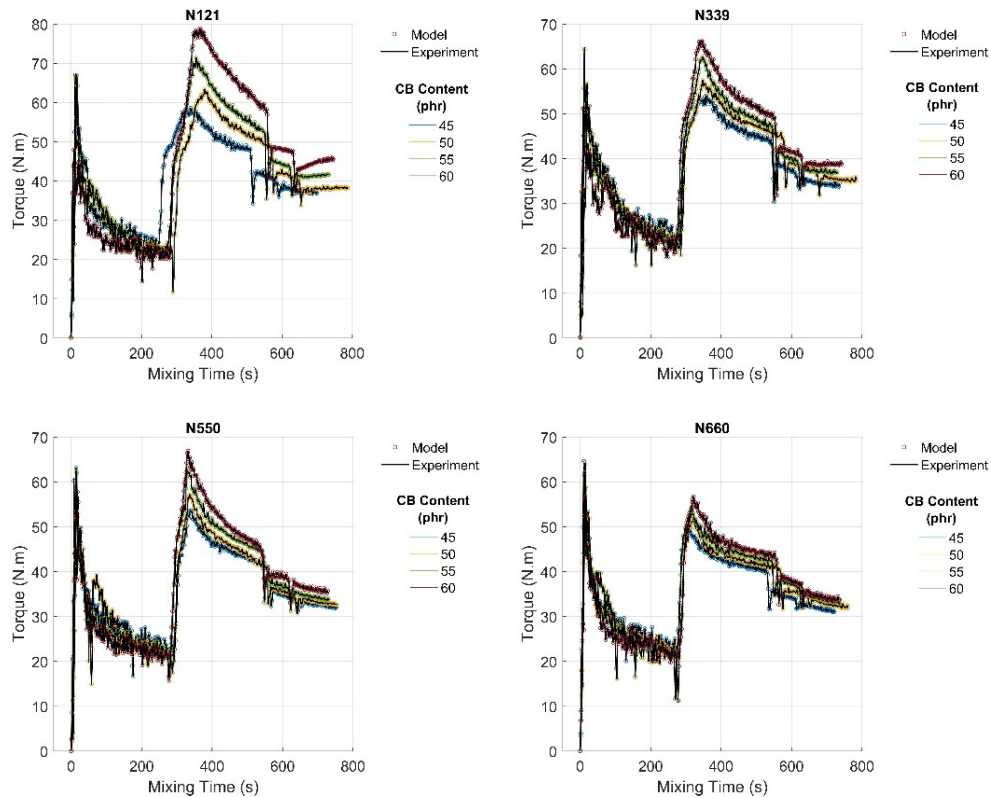 N121
80
70
60
50
40
30
20
10
0
Torque (N.m)
0 200 400 600 800
Mixing Time (s)
Model
Experiment
CB Content
(phr)
45
50
55
60
N339
70
60
50
40
30
20
10
0
Torque (N.m)
0 200 400 600 800
Mixing Time (s)
Model
Experiment
CB Content
(phr)
45
50
55
60
N550
70
60
50
40
30
20
10
0
Torque (N.m)
0 200 400 600 800
Mixing Time (s)
Model
Experiment
CB Content
(phr)
45
50
55
60
N660
70
60
50
40
30
20
10
0
Torque (N.m)
0 200 400 600 800
Mixing Time (s)
Model
Experiment
CB Content
(phr)
45
50
55
60